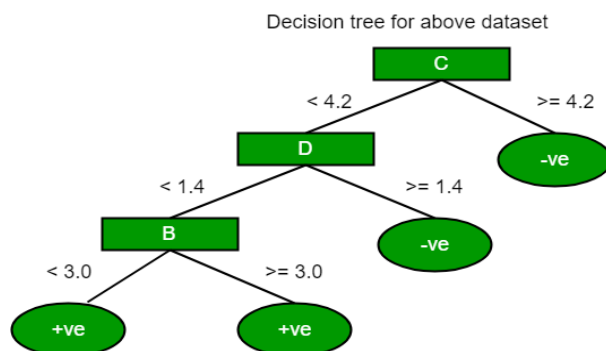 Decision tree for above dataset
C
< 4.2
>= 4.2
D
-ve
< 1.4
>= 1.4
B
-ve
< 3.0
>= 3.0
+ve
+ve